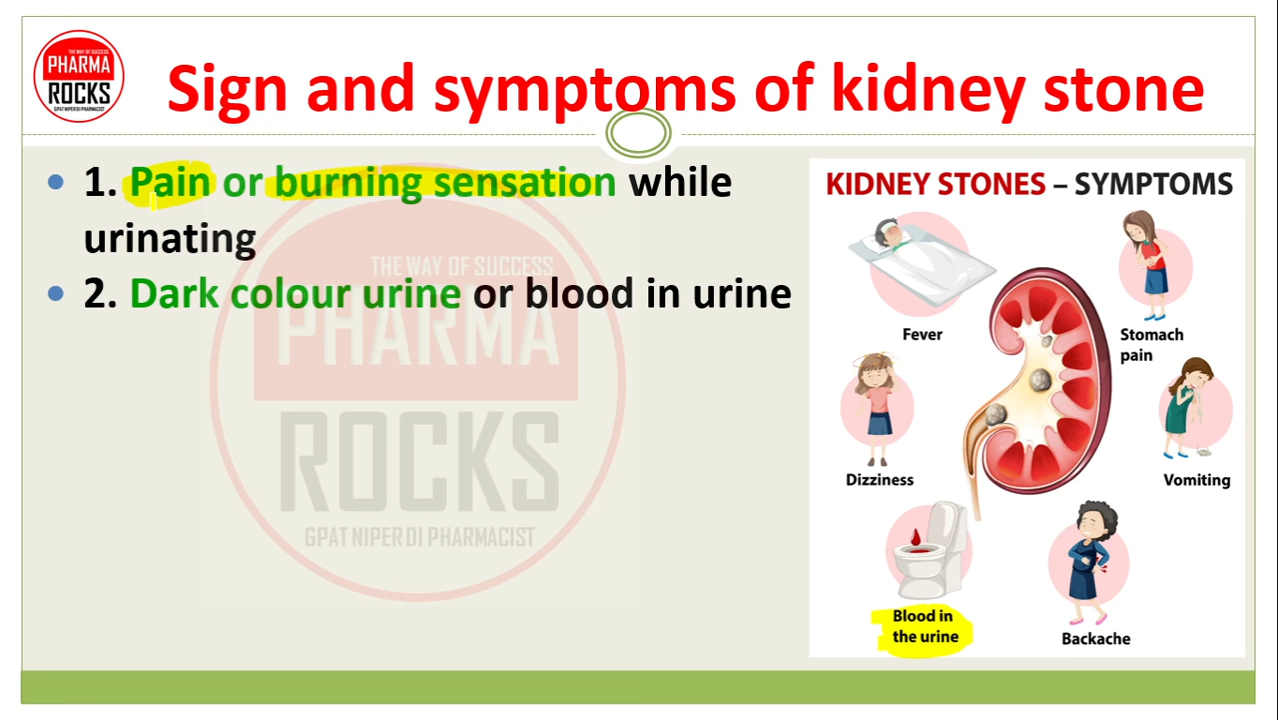 THE WAY OF SUCCESS
PHARMA
ROCKS
GPAT NIPER DI PHARMACIST
Sign and symptoms of kidney stone
• 1. Pain or burning sensation while
urinating
• 2. Dark colour urine or blood in urine
THE WAY OF SUCCESS
PHARMA
ROCKS
GPAT NIPER DI PHARMACIST
KIDNEY STONES – SYMPTOMS
Fever
Stomach
pain
Dizziness
Vomiting
Blood in
the urine
Backache